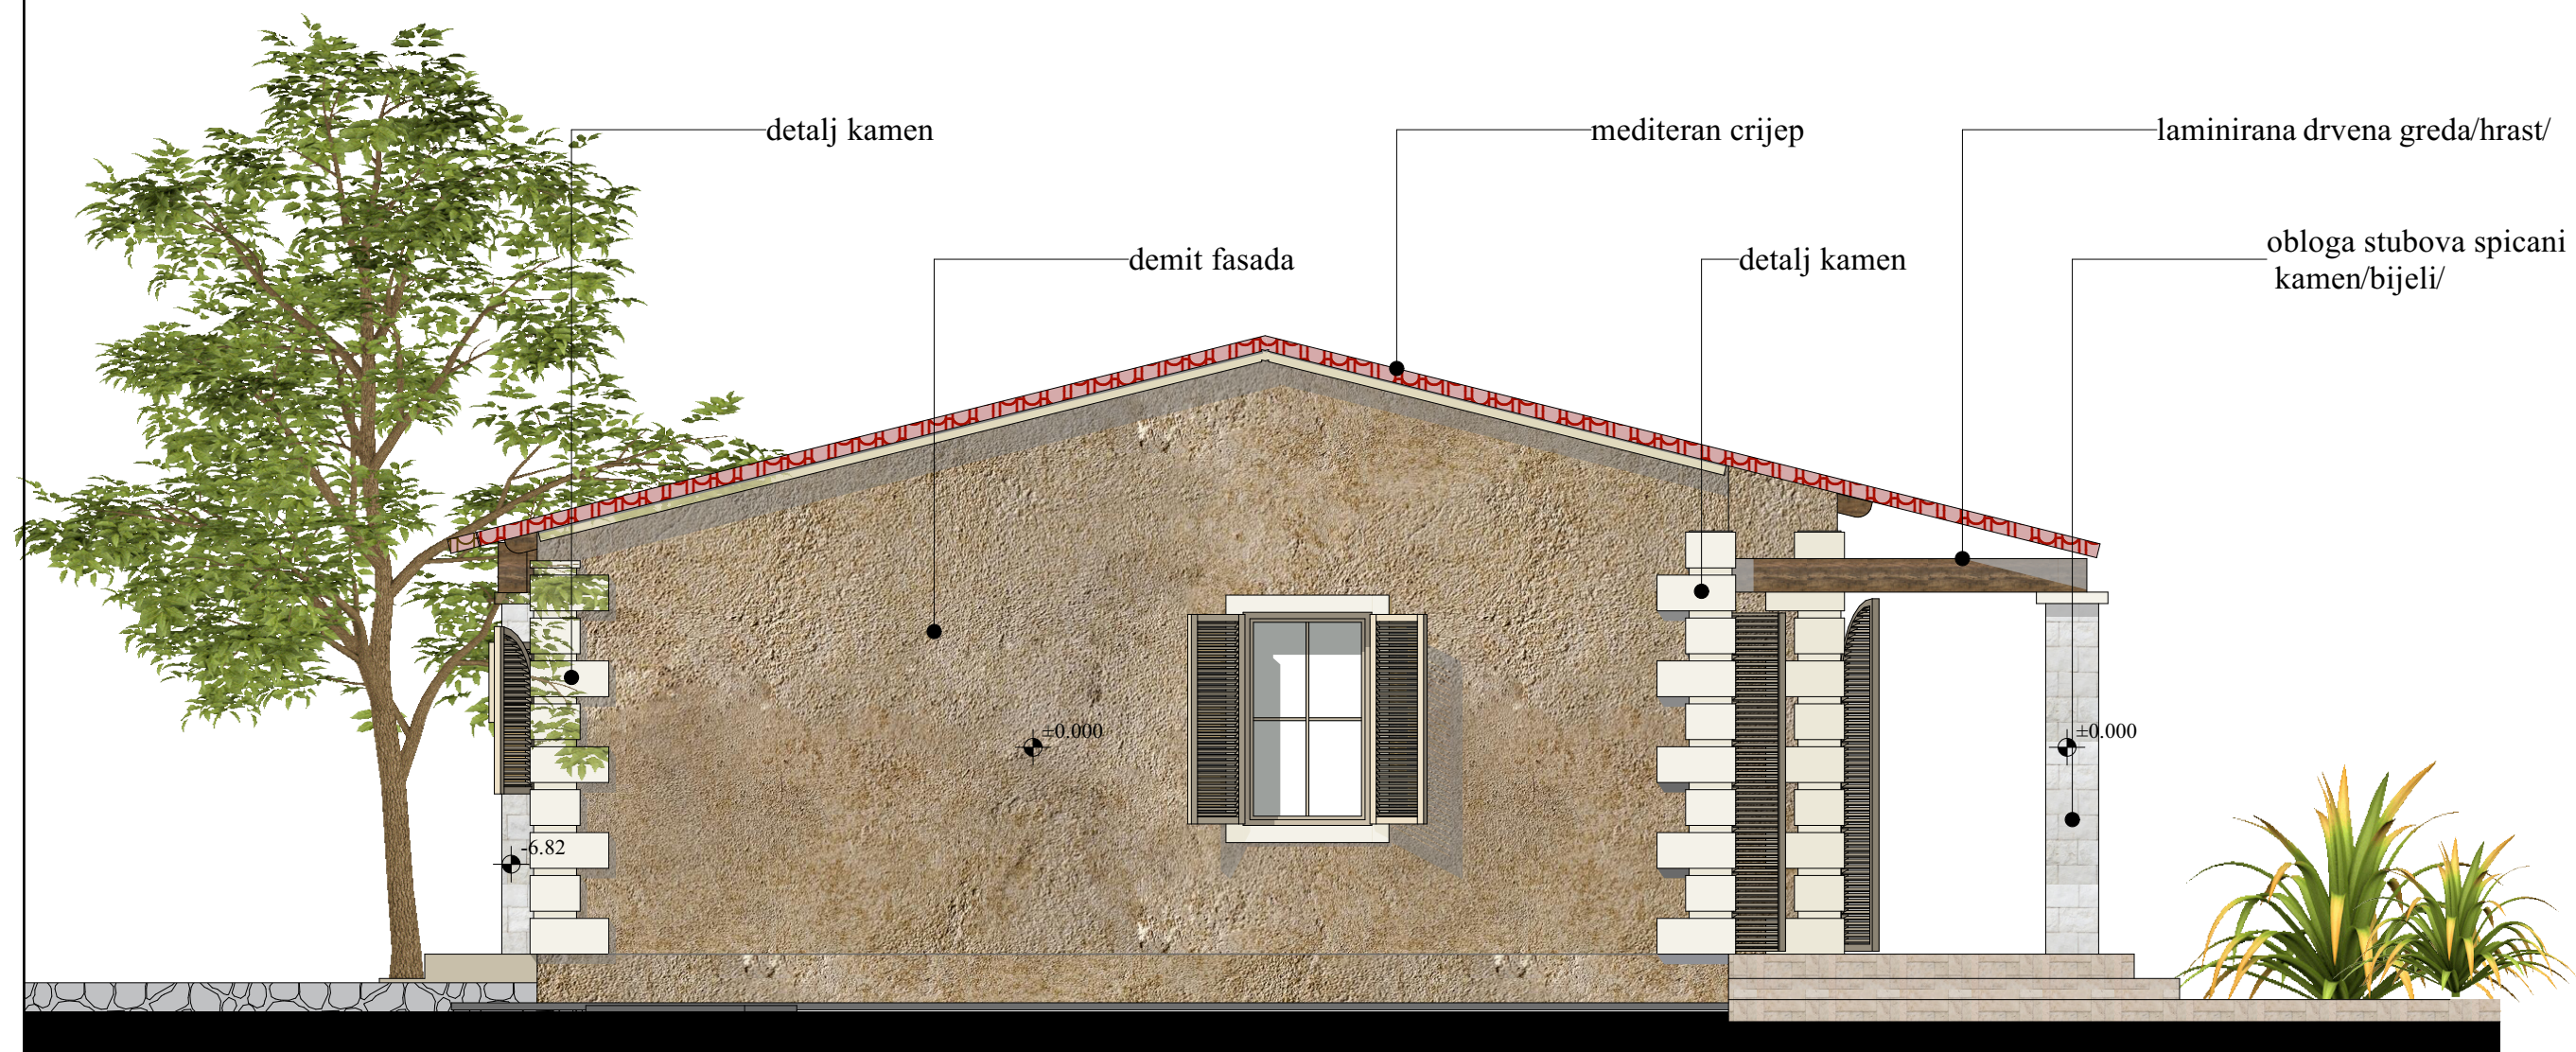 detalj kamen
mediteran crijep
laminirana drvena greda/hrast/
demit fasada
detalj kamen
obloga stubova spicani
kamen/bijeli/
±0.000
±0.000
-6.82